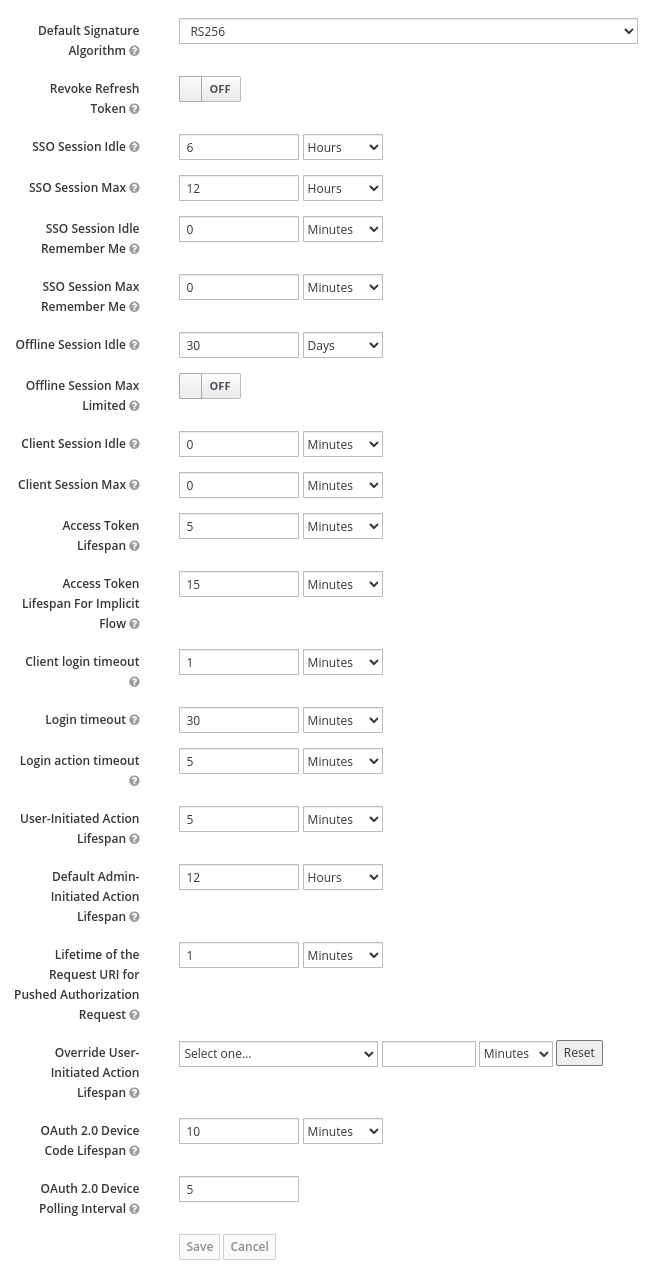 Default Signature
Algorithm
RS256
Revoke Refresh
Token
OFF
SSO Session Idle
6
Hours
SSO Session Max
12
Hours
SSO Session Idle
Remember Me
0
Minutes
SSO Session Max
Remember Me
0
Minutes
Offline Session Idle
30
Days
Offline Session Max
Limited
OFF
Client Session Idle
0
Minutes
Client Session Max
0
Minutes
Access Token
Lifespan
5
Minutes
Access Token
Lifespan For Implicit
Flow
15
Minutes
Client login timeout
1
Minutes
Login timeout
30
Minutes
Login action timeout
5
Minutes
User-Initiated Action
Lifespan
5
Minutes
Default Admin-
Initiated Action
Lifespan
12
Hours
Lifetime of the
Request URI for
Pushed Authorization
Request
1
Minutes
Override User-
Initiated Action
Lifespan
Select one...
Minutes
Reset
OAuth 2.0 Device
Code Lifespan
10
Minutes
OAuth 2.0 Device
Polling Interval
5
Save
Cancel